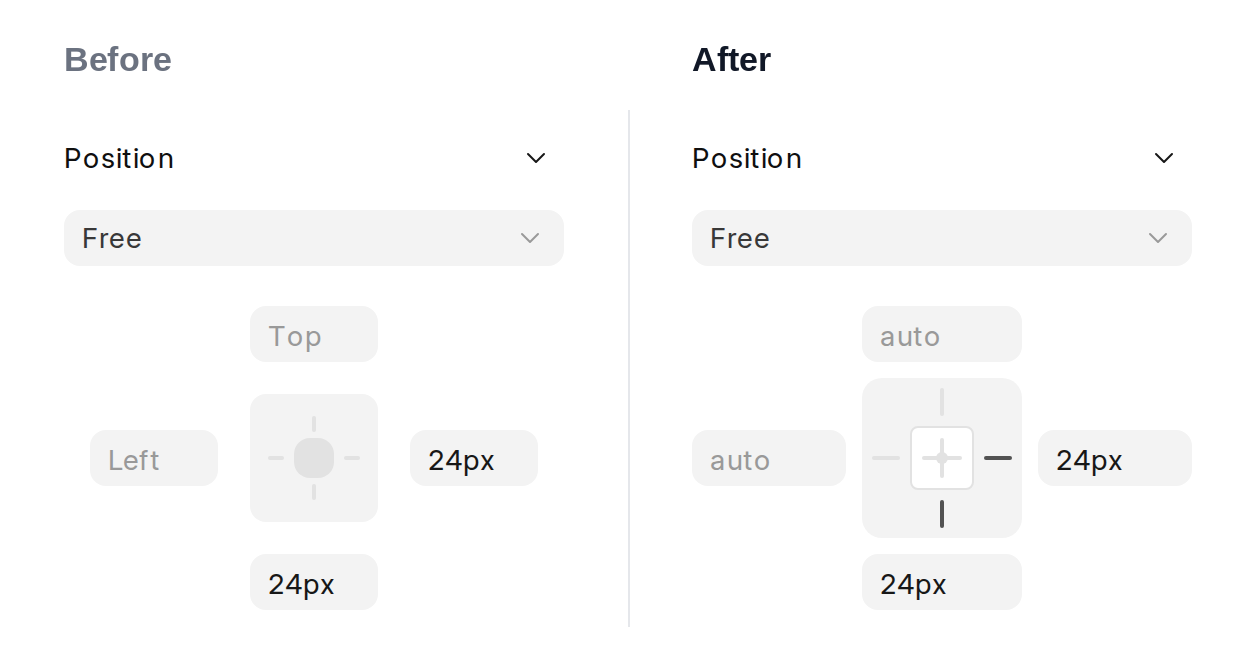 Before
Position
Free
Top
Left
24px
24px
After
Position
Free
auto
auto
24px
24px